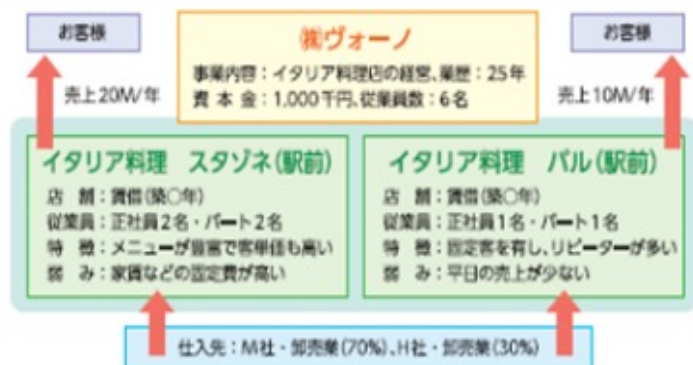 お客様
㈱ヴォーノ
お客様
事業内容：イタリア料理店の経営、業歴：25年
資本金：1,000千円、従業員数：6名
売上20M/年
売上10M/年
イタリア料理 スタゾネ(駅前)
店舗：賃借(築○年)
従業員：正社員2名・パート2名
特徴：メニューが豊富で客単価も高い
弱み：家賃などの固定費が高い
イタリア料理 パル(駅前)
店舗：賃借(築○年)
従業員：正社員1名・パート1名
特徴：固定客を有し、リピーターが多い
弱み：平日の売上が少ない
仕入先：M社・卸売業(70%)、H社・卸売業(30%)